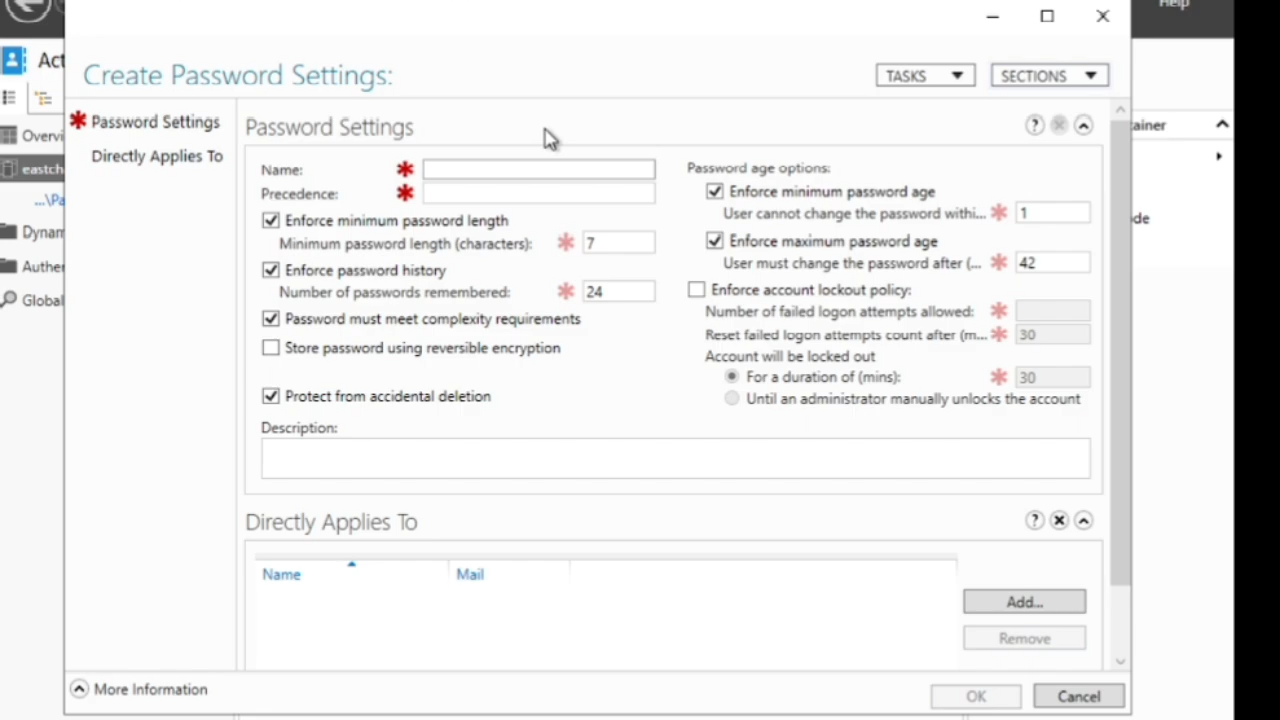 Help
Act
Create Password Settings:
TASKS
SECTIONS
Password Settings
Directly Applies To
Overvi
eastch
...\Pa
Dynam
Authe
Global
Password Settings
?
Name:
Precedence:
Enforce minimum password length
Minimum password length (characters): 7
Enforce password history
Number of passwords remembered: 24
Password must meet complexity requirements
Store password using reversible encryption
Protect from accidental deletion
Password age options:
Enforce minimum password age
User cannot change the password withi... 1
Enforce maximum password age
User must change the password after (... 42
Enforce account lockout policy:
Number of failed logon attempts allowed:
Reset failed logon attempts count after (m... 30
Account will be locked out
For a duration of (mins): 30
Until an administrator manually unlocks the account
Description:
Directly Applies To
?
Name Mail
Add...
Remove
More Information
OK
Cancel
tainer
de